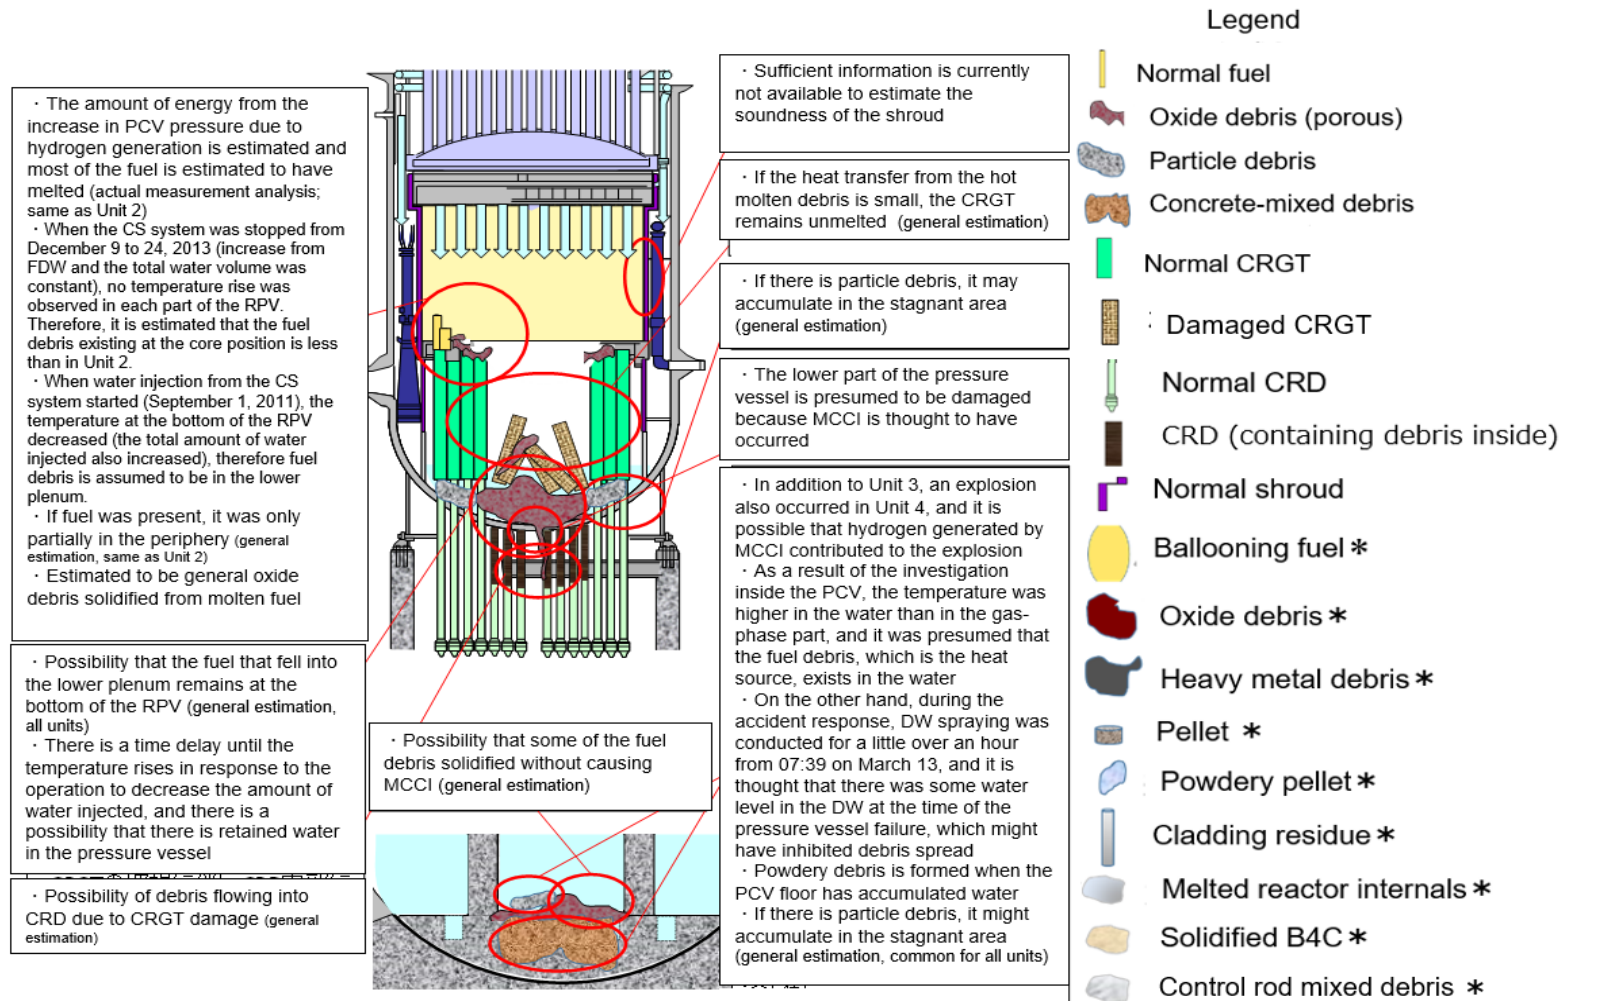 ・The amount of energy from the
increase in PCV pressure due to
hydrogen generation is estimated and
most of the fuel is estimated to have
melted (actual measurement analysis;
same as Unit 2)
・When the CS system was stopped from
December 9 to 24, 2013 (increase from
FDW and the total water volume was
constant), no temperature rise was
observed in each part of the RPV.
Therefore, it is estimated that the fuel
debris existing at the core position is less
than in Unit 2.
・When water injection from the CS
system started (September 1, 2011), the
temperature at the bottom of the RPV
decreased (the total amount of water
injected also increased), therefore fuel
debris is assumed to be in the lower
plenum.
・If fuel was present, it was only
partially in the periphery (general
estimation, same as Unit 2)
・Estimated to be general oxide
debris solidified from molten fuel
・Possibility that the fuel that fell into
the lower plenum remains at the
bottom of the RPV (general estimation,
all units)
・There is a time delay until the
temperature rises in response to the
operation to decrease the amount of
water injected, and there is a
possibility that there is retained water
in the pressure vessel
・Possibility of debris flowing into
CRD due to CRGT damage (general
estimation)
・Possibility that some of the fuel
debris solidified without causing
MCCI (general estimation)
・Sufficient information is currently
not available to estimate the
soundness of the shroud
・If the heat transfer from the hot
molten debris is small, the CRGT
remains unmelted (general estimation)
・If there is particle debris, it may
accumulate in the stagnant area
(general estimation)
・The lower part of the pressure
vessel is presumed to be damaged
because MCCI is thought to have
occurred
・In addition to Unit 3, an explosion
also occurred in Unit 4, and it is
possible that hydrogen generated by
MCCI contributed to the explosion
・As a result of the investigation
inside the PCV, the temperature was
higher in the water than in the gas-
phase part, and it was presumed that
the fuel debris, which is the heat
source, exists in the water
・On the other hand, during the
accident response, DW spraying was
conducted for a little over an hour
from 07:39 on March 13, and it is
thought that there was some water
level in the DW at the time of the
pressure vessel failure, which might
have inhibited debris spread
・Powdery debris is formed when the
PCV floor has accumulated water
・If there is particle debris, it might
accumulate in the stagnant area
(general estimation, common for all units)
Legend
Normal fuel
Oxide debris (porous)
Particle debris
Concrete-mixed debris
Normal CRGT
: Damaged CRGT
Normal CRD
CRD (containing debris inside)
Normal shroud
Ballooning fuel *
Oxide debris *
Heavy metal debris *
Pellet *
Powdery pellet *
Cladding residue *
Melted reactor internals *
Solidified B4C *
Control rod mixed debris *